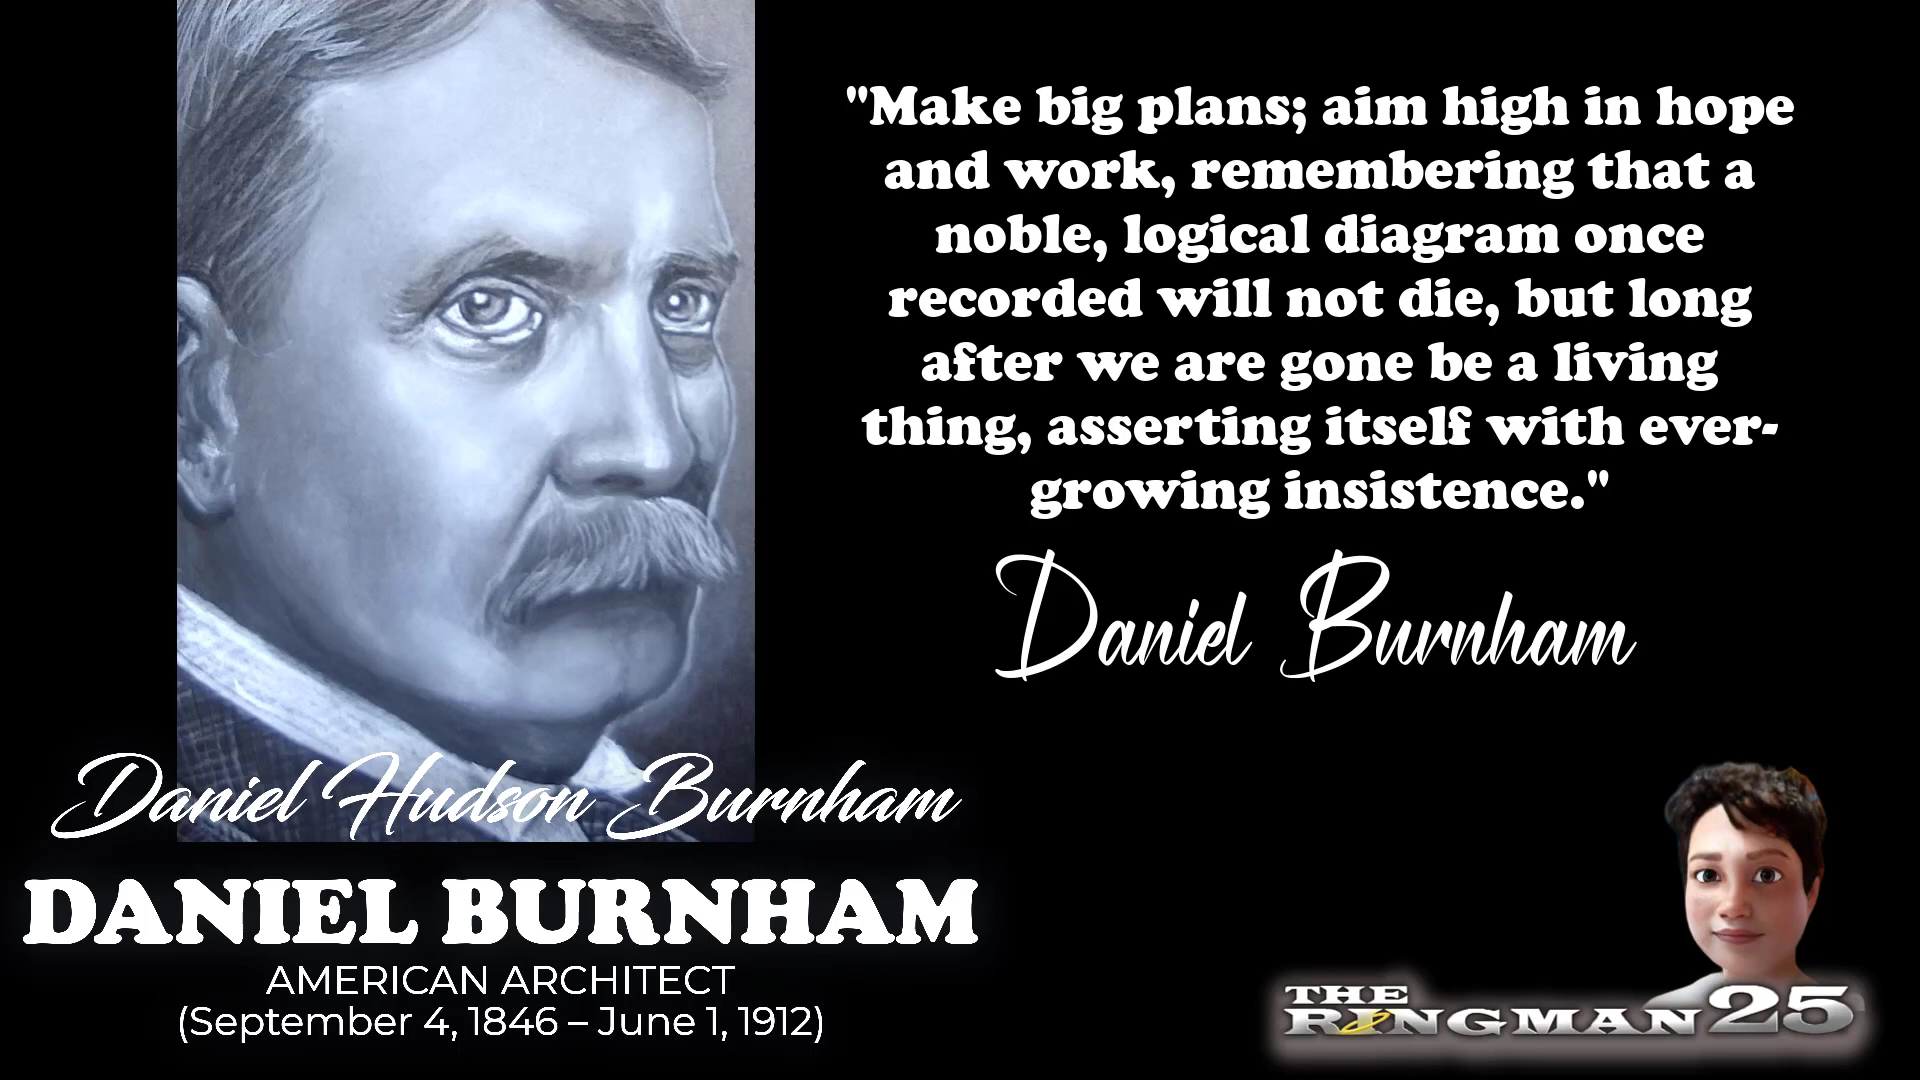 "Make big plans; aim high in hope
and work, remembering that a
noble, logical diagram once
recorded will not die, but long
after we are gone be a living
thing, asserting itself with ever-
growing insistence."
Daniel Burnham
Daniel Hudson Burnham
DANIEL BURNHAM
AMERICAN ARCHITECT
(September 4, 1846 – June 1, 1912)
THE
RINGMAN 25